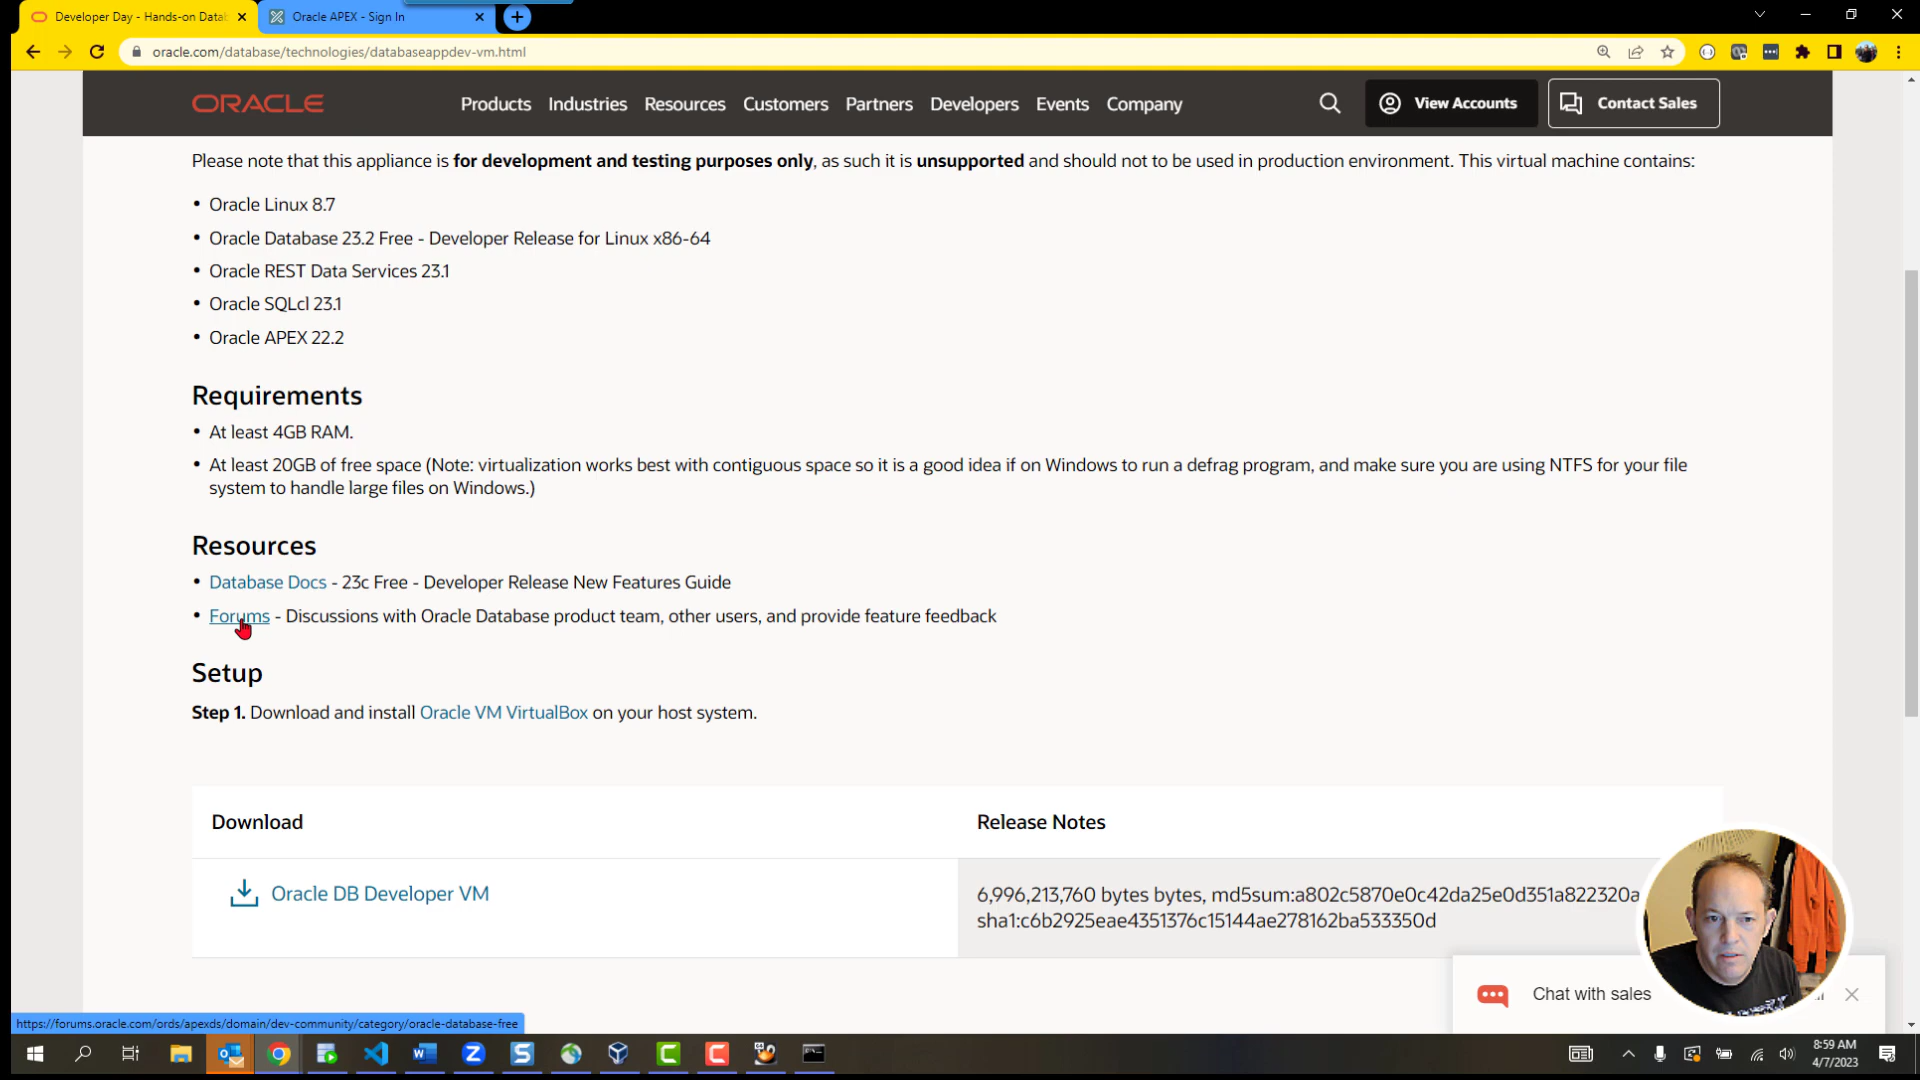 Developer Day - Hands-on Datab
Oracle APEX - Sign In
oracle.com/database/technologies/databaseappdev-vm.html
ORACLE
Products Industries Resources Customers Partners Developers Events Company
View Accounts
Contact Sales
Please note that this appliance is for development and testing purposes only, as such it is unsupported and should not to be used in production environment. This virtual machine contains:
• Oracle Linux 8.7
• Oracle Database 23.2 Free - Developer Release for Linux x86-64
• Oracle REST Data Services 23.1
• Oracle SQLcl 23.1
• Oracle APEX 22.2
Requirements
• At least 4GB RAM.
• At least 20GB of free space (Note: virtualization works best with contiguous space so it is a good idea if on Windows to run a defrag program, and make sure you are using NTFS for your file
system to handle large files on Windows.)
Resources
• Database Docs - 23c Free - Developer Release New Features Guide
• Forums - Discussions with Oracle Database product team, other users, and provide feature feedback
Setup
Step 1. Download and install Oracle VM VirtualBox on your host system.
Download
Release Notes
Oracle DB Developer VM
6,996,213,760 bytes bytes, md5sum:a802c5870e0c42da25e0d351a822320a
sha1:c6b2925eae4351376c15144ae278162ba533350d
Chat with sales
https://forums.oracle.com/ords/apexds/domain/dev-community/category/oracle-database-free
8:59 AM
4/7/2023